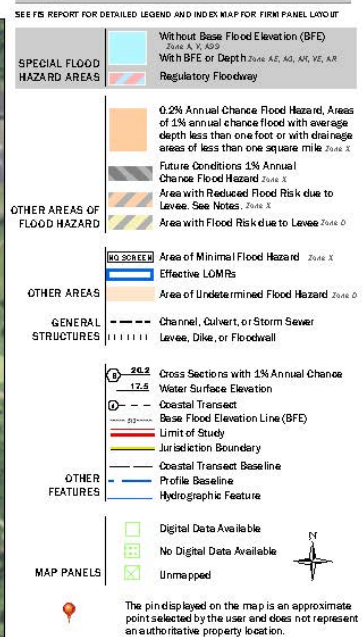 SEE FIS REPORT FOR DETAILED LEGEND AND INDEX MAP FOR FIRM PANEL LAYOUT
SPECIAL FLOOD
HAZARD AREAS
Without Base Flood Elevation (BFE)
Zone A, V, A99
With BFE or Depth Zone AE, AO, AH, VE, AR
Regulatory Floodway
OTHER AREAS OF
FLOOD HAZARD
0.2% Annual Chance Flood Hazard, Areas
of 1% annual chance flood with average
depth less than one foot or with drainage
areas of less than one square mile Zone X
Future Conditions 1% Annual
Chance Flood Hazard Zone X
Area with Reduced Flood Risk due to
Levee. See Notes. Zone X
Area with Flood Risk due to Levee Zone D
OTHER AREAS
NO SCREEN Area of Minimal Flood Hazard Zone X
Effective LOMRs
Area of Undetermined Flood Hazard Zone D
GENERAL
STRUCTURES
Channel, Culvert, or Storm Sewer
Levee, Dike, or Floodwall
OTHER
FEATURES
B 20.2 Cross Sections with 1% Annual Chance
17.5 Water Surface Elevation
Coastal Transect
513 Base Flood Elevation Line (BFE)
Limit of Study
Jurisdiction Boundary
Coastal Transect Baseline
Profile Baseline
Hydrographic Feature
MAP PANELS
Digital Data Available
No Digital Data Available
Unmapped
N
The pin displayed on the map is an approximate
point selected by the user and does not represent
an authoritative property location.